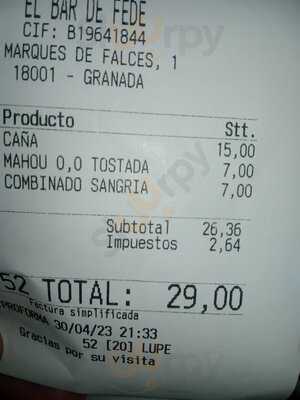 EL BAR DE FEDE
CIF: B19641844
MARQUES DE FALCES, 1
18001 - GRANADA
Producto Stt.
CAÑA 15,00
MAHOU 0,0 TOSTADA 7,00
COMBINADO SANGRIA 7,00
Subtotal 26,36
Impuestos 2,64
52 TOTAL: 29,00
Factura simplificada
PROFORMA 30/04/23 21:33
52 [20] LUPE
Gracias por su visita